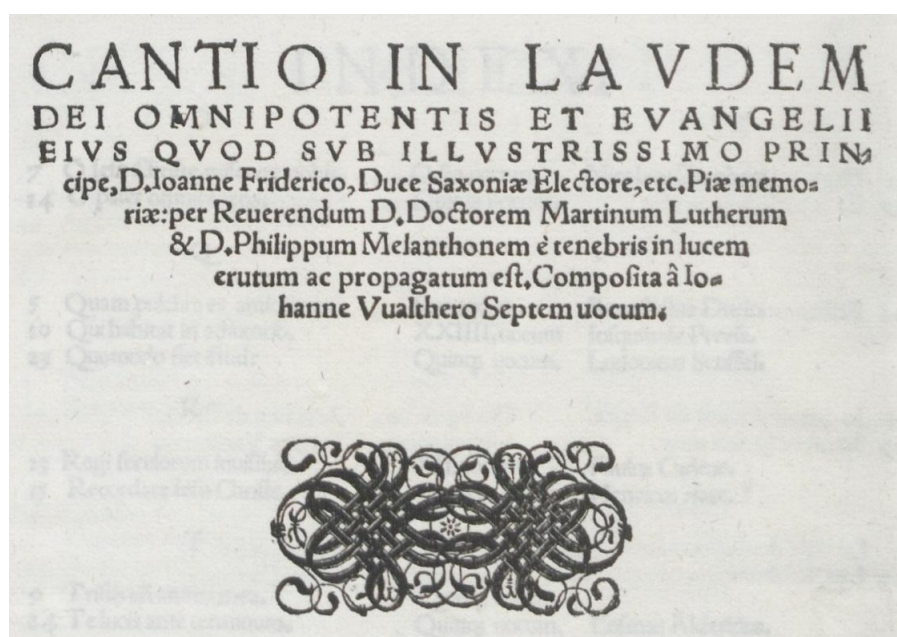 CANTIO IN LAVDEM
DEI OMNIPOTENTIS ET EVANGELII
EIVS QVOD SVB ILLVSTRISSIMO PRIN-
cipe, D. Ioanne Friderico, Duce Saxoniæ Electore, etc. Piæ memo-
riæ: per Reuerendum D. Doctorem Martinum Lutherum
& D. Philippum Melanthonem è tenebris in lucem
erutum ac propagatum est. Composita â Io-
hanne Vualthero Septem uocum.